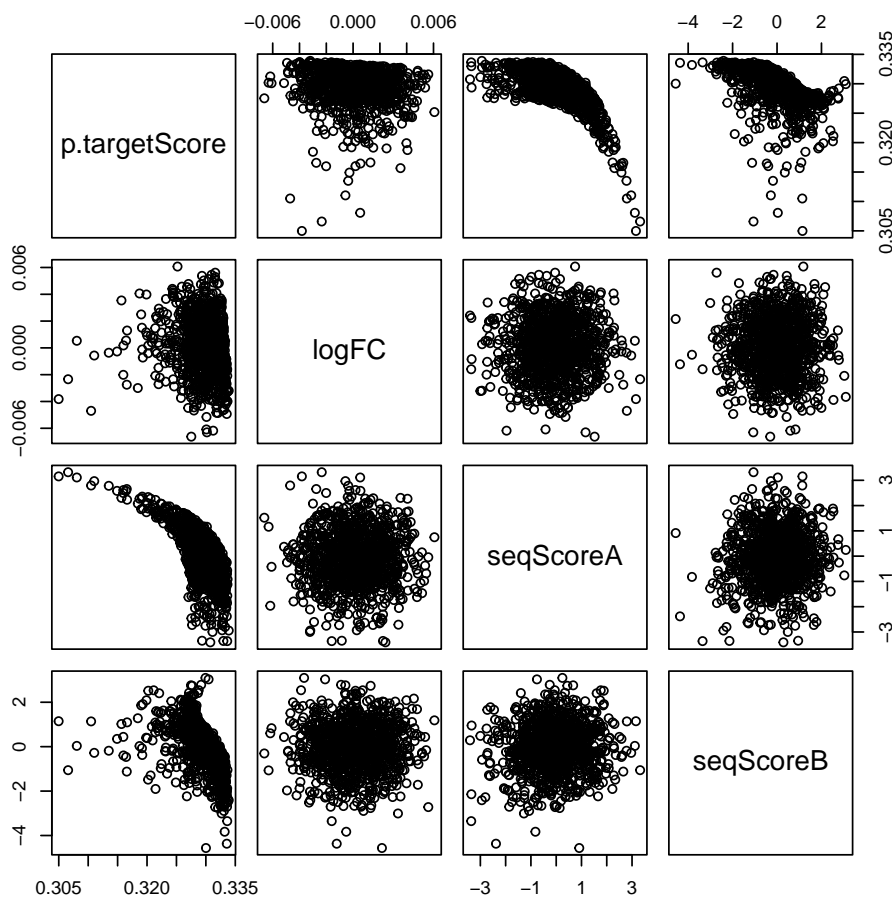 −0.006 0.000 0.006 −4 −2 0 2
p.targetScore 0.305 0.320 0.335
−0.006 0.000 0.006 logFC
seqScoreA −3 −1 1 3
−4 −2 0 2 seqScoreB
0.305 0.320 0.335 −3 −1 1 3